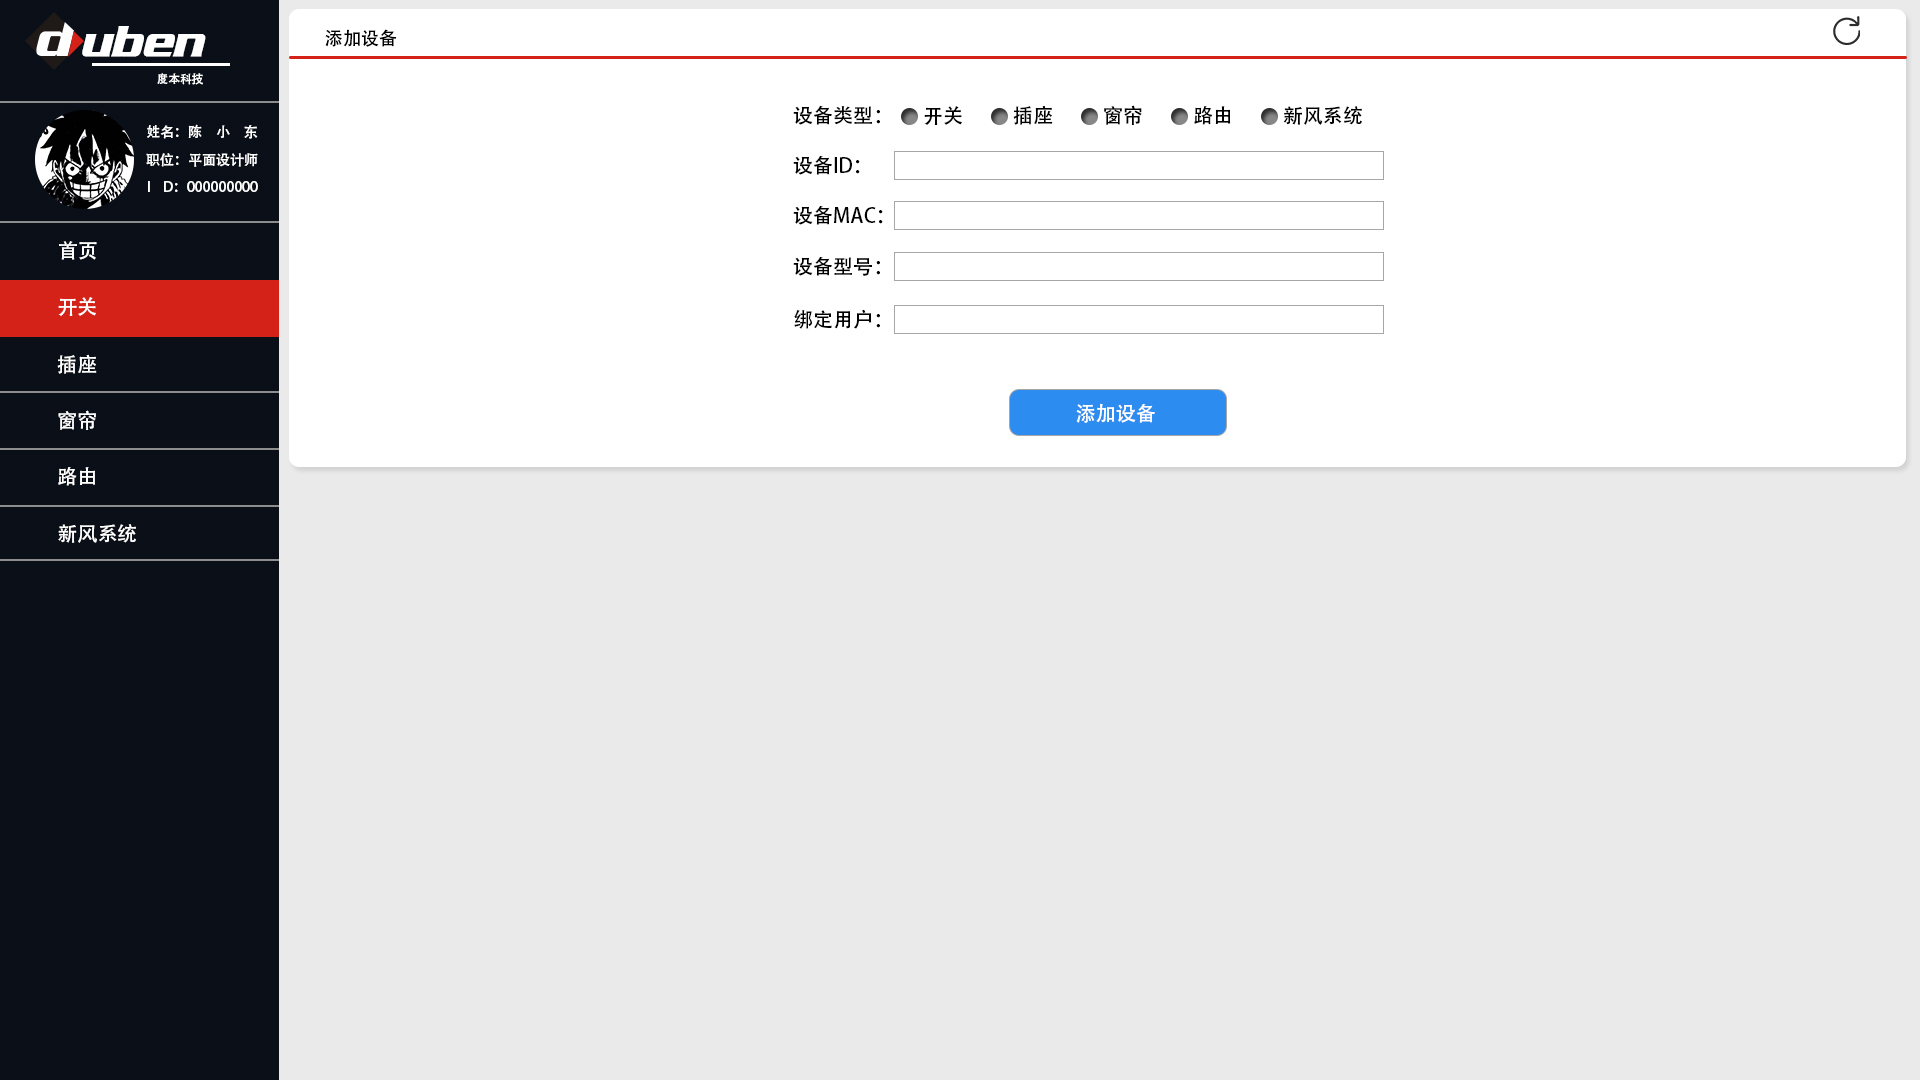 duben
度本科技
姓名：陈 小 东
职位：平面设计师
I D：000000000
首页
开关
插座
窗帘
路由
新风系统
添加设备
设备类型： 开关 插座 窗帘 路由 新风系统
设备ID：
设备MAC：
设备型号：
绑定用户：
添加设备